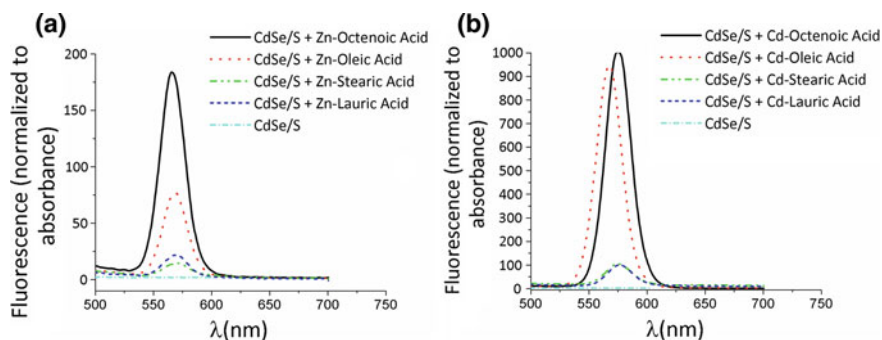 (a)
CdSe/S + Zn-Octenoic Acid
CdSe/S + Zn-Oleic Acid
CdSe/S + Zn-Stearic Acid
CdSe/S + Zn-Lauric Acid
CdSe/S
Fluorescence (normalized to
absorbance)
200
150
100
50
0
500 550 600 650 700 750
λ(nm)
(b)
CdSe/S + Cd-Octenoic Acid
CdSe/S + Cd-Oleic Acid
CdSe/S + Cd-Stearic Acid
CdSe/S + Cd-Lauric Acid
CdSe/S
Fluorescence (normalized to
absorbance)
1000
900
800
700
600
500
400
300
200
100
0
500 550 600 650 700 750
λ(nm)